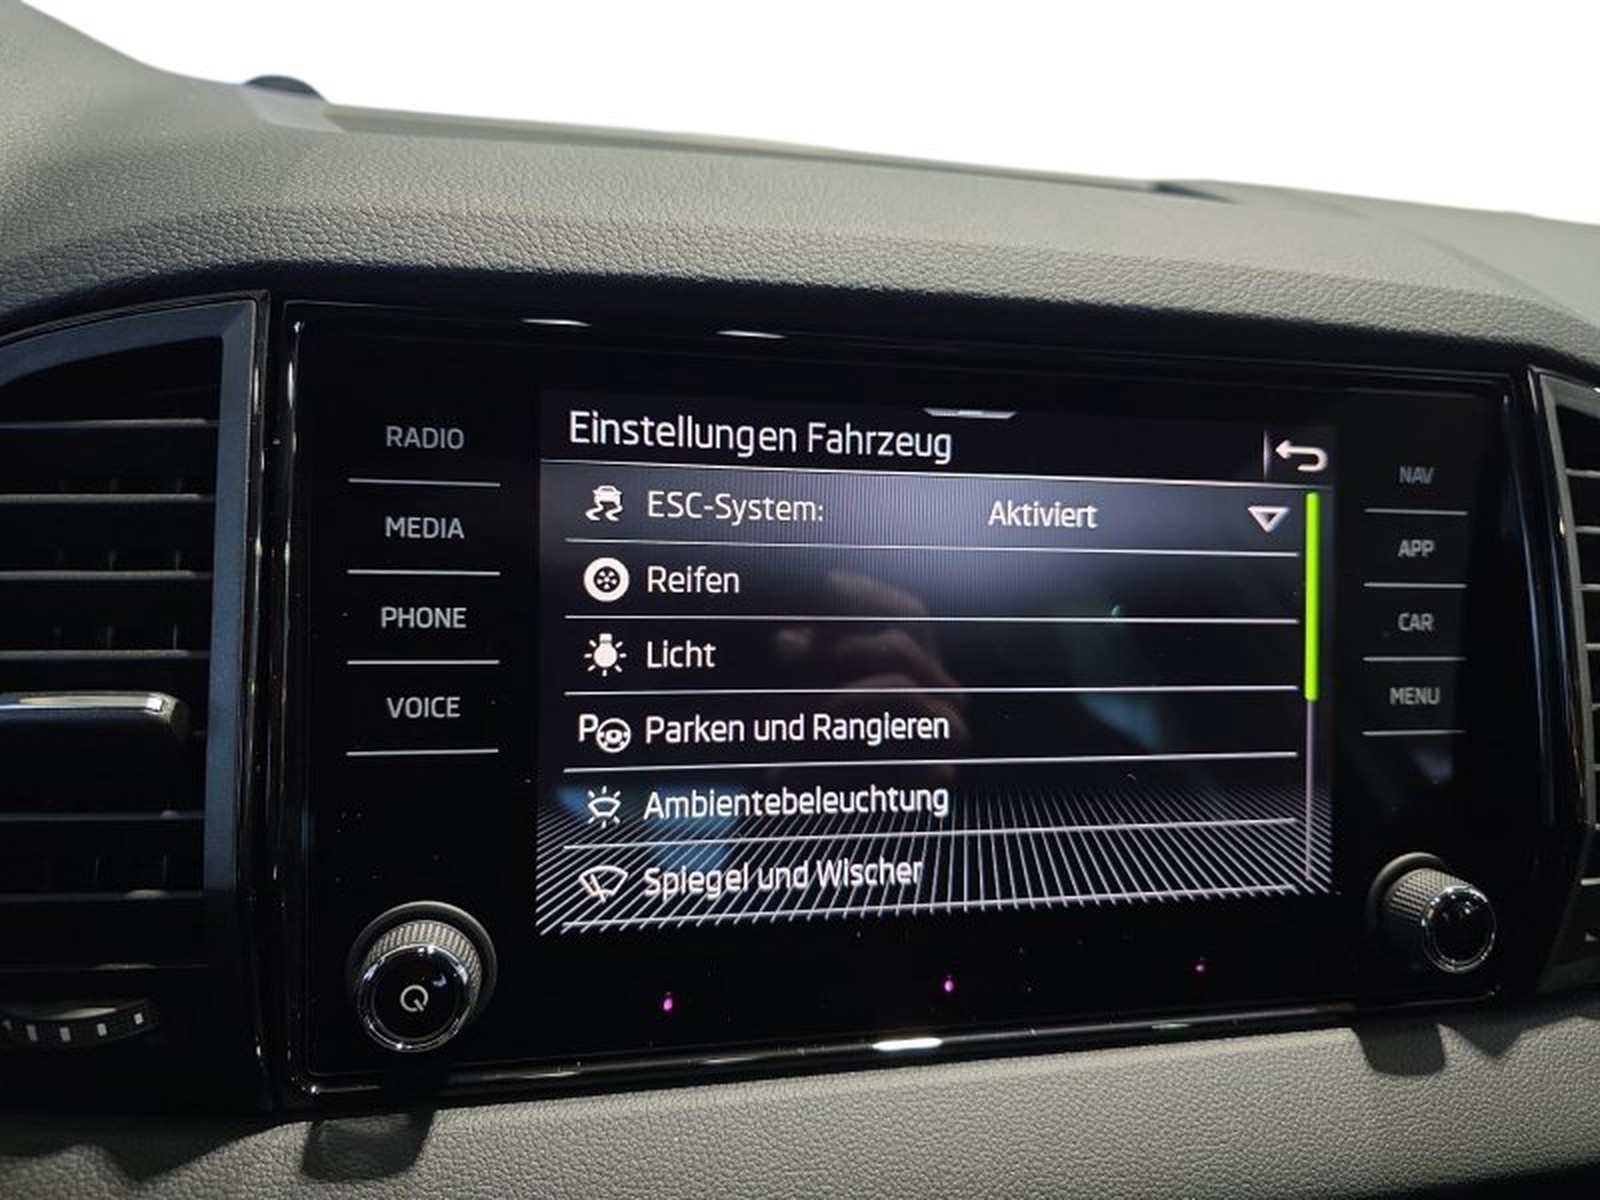 Einstellungen Fahrzeug
RADIO
MEDIA
PHONE
VOICE
ESC-System: Aktiviert
Reifen
Licht
P Parken und Rangieren
Ambientebeleuchtung
Spiegel und Wischer
NAV
APP
CAR
MENU